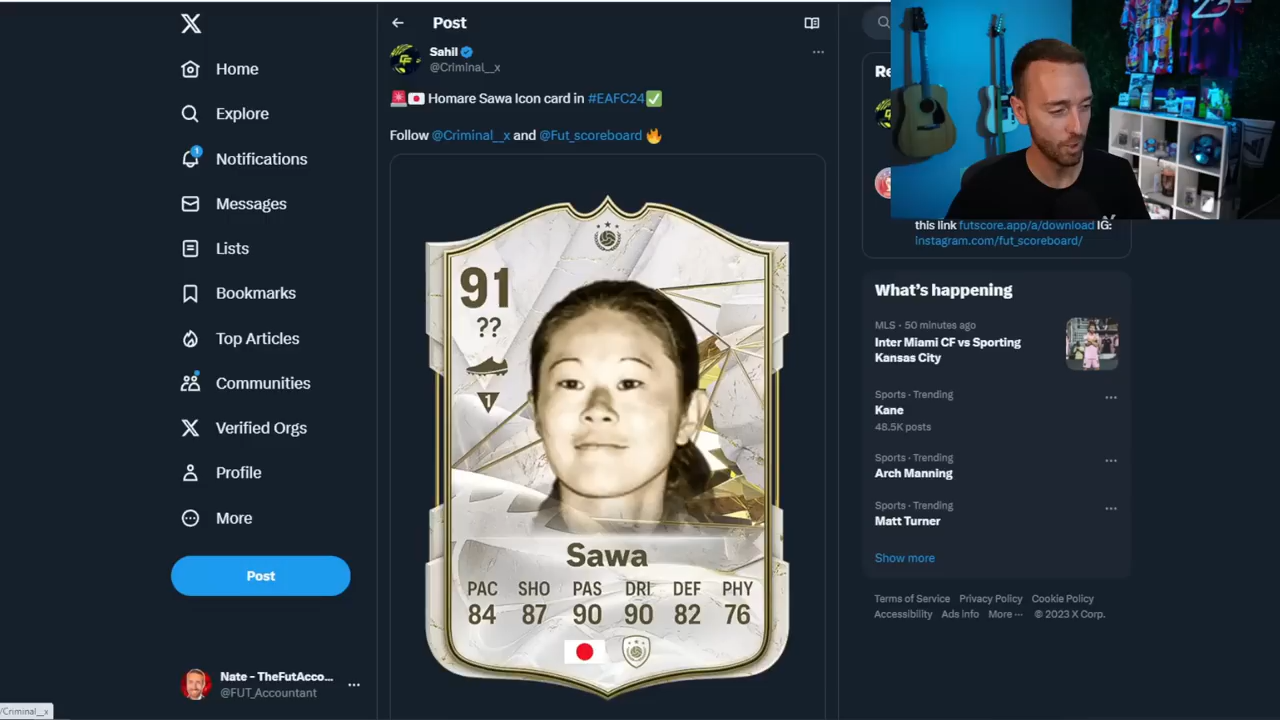 Home
Explore
1
Notifications
Messages
Lists
Bookmarks
Top Articles
Communities
Verified Orgs
Profile
More
Post
Nate - TheFutAcco...
@FUT_Accountant
/Criminal__x
Post
Sahil
@Criminal__x
Homare Sawa Icon card in #EAFC24
Follow @Criminal__x and @Fut_scoreboard
91
??
1
Sawa
PAC SHO PAS DRI DEF PHY
84 87 90 90 82 76
Re
this link futscore.app/a/download IG:
instagram.com/fut_scoreboard/
What's happening
MLS · 50 minutes ago
Inter Miami CF vs Sporting
Kansas City
Sports · Trending
Kane
48.5K posts
Sports · Trending
Arch Manning
Sports · Trending
Matt Turner
Show more
Terms of Service Privacy Policy Cookie Policy
Accessibility Ads info More ··· © 2023 X Corp.